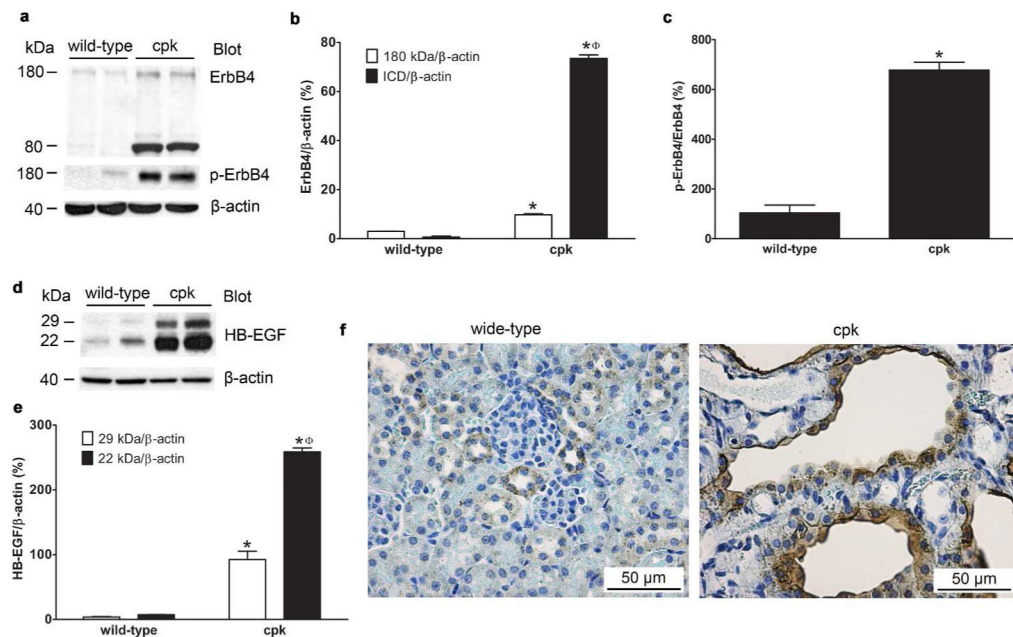 a
kDa wild-type cpk Blot
180 ErbB4
80
180 p-ErbB4
40 β-actin
b
ErbB4/β-actin (%)
80
60
40
20
0
180 kDa/β-actin
ICD/β-actin
*
*Φ
wild-type cpk
c
p-ErbB4/ErbB4 (%)
800
600
400
200
0
*
wild-type cpk
d
kDa wild-type cpk Blot
29
22 HB-EGF
40 β-actin
e
HB-EGF/β-actin (%)
300
200
100
0
29 kDa/β-actin
22 kDa/β-actin
*
*Φ
wild-type cpk
f
wide-type cpk
50 µm 50 µm